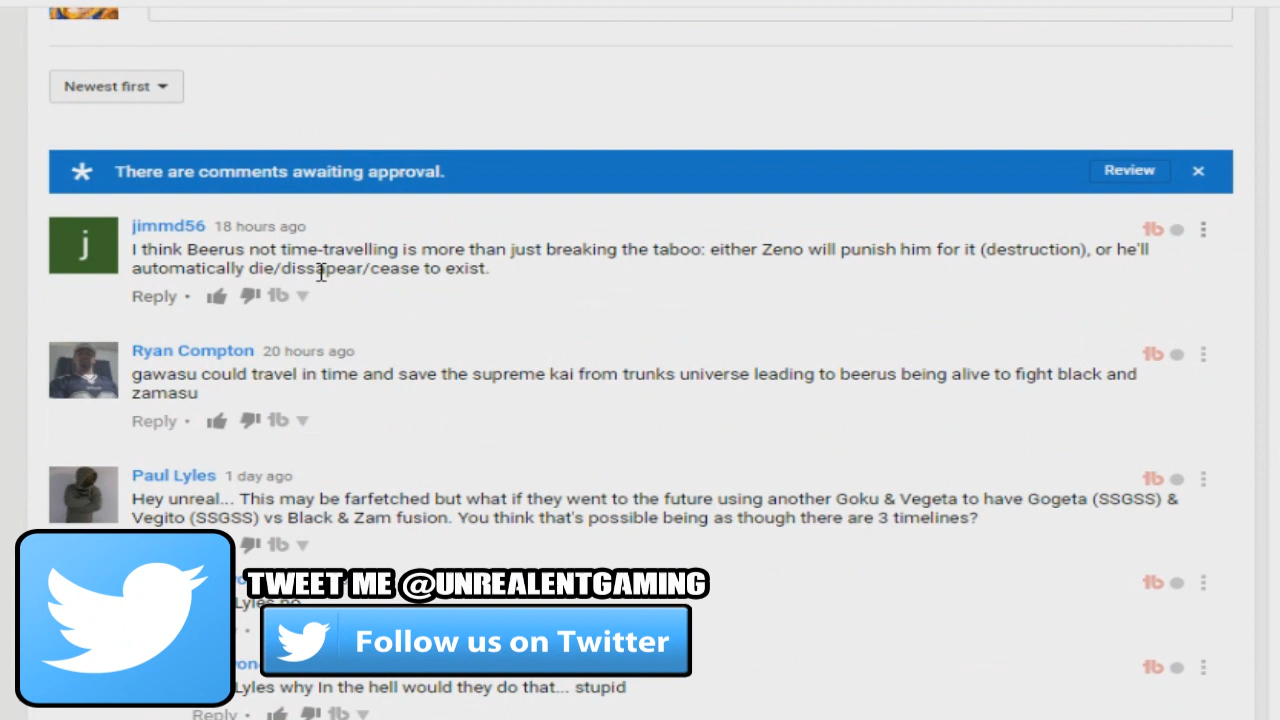 Newest first
There are comments awaiting approval.
Review
j
jimmd56 18 hours ago
I think Beerus not time-travelling is more than just breaking the taboo: either Zeno will punish him for it (destruction), or he'll
automatically die/dissapear/cease to exist.
Reply •
Ryan Compton 20 hours ago
gawasu could travel in time and save the supreme kai from trunks universe leading to beerus being alive to fight black and
zamasu
Reply •
Paul Lyles 1 day ago
Hey unreal... This may be farfetched but what if they went to the future using another Goku & Vegeta to have Gogeta (SSGSS) &
Vegito (SSGSS) vs Black & Zam fusion. You think that's possible being as though there are 3 timelines?
TWEET ME @UNREALENTGAMING
Lyles no
Follow us on Twitter
Lyles why In the hell would they do that... stupid
Reply •